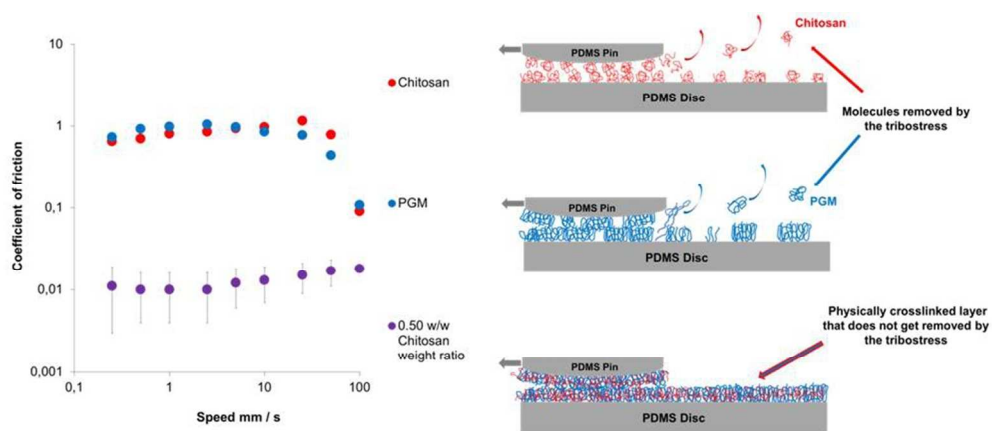 10
1
0,1
0,01
0,001
Coefficient of friction
0,1
1
10
100
Speed mm / s
Chitosan
PGM
0.50 w/w
Chitosan
weight ratio
Chitosan
PDMS Pin
PDMS Disc
Molecules removed by
the tribostress
PGM
PDMS Pin
PDMS Disc
Physically crosslinked layer
that does not get removed by
the tribostress
PDMS Pin
PDMS Disc